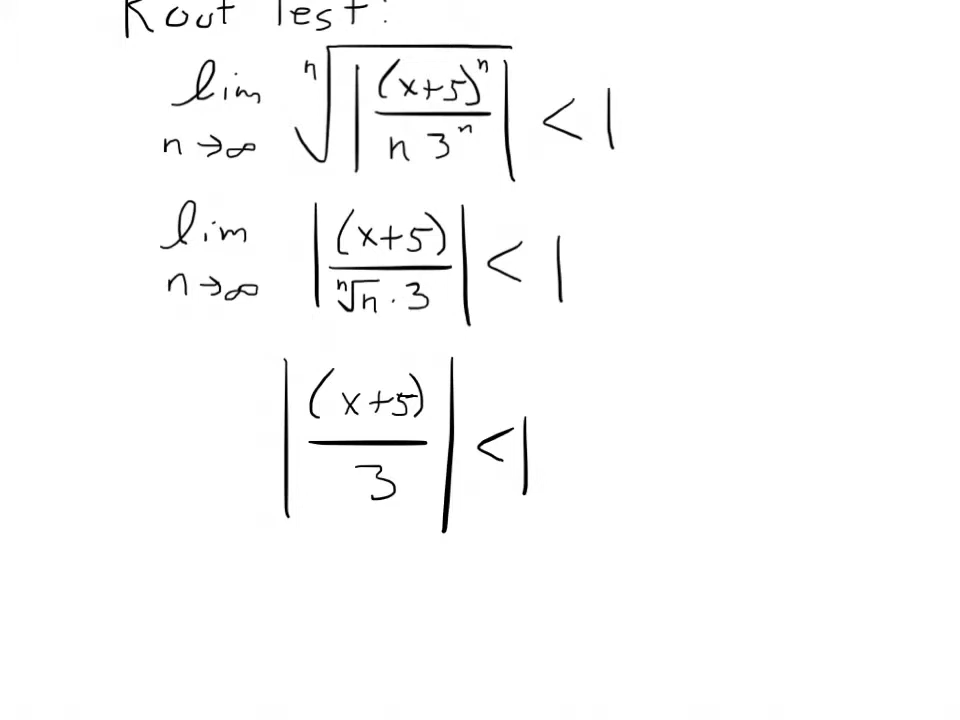 Root Test:
lim n→∞ ⁿ√|(x+5)ⁿ / n 3ⁿ| < 1
lim n→∞ |(x+5) / ⁿ√n · 3| < 1
|(x+5) / 3| < 1